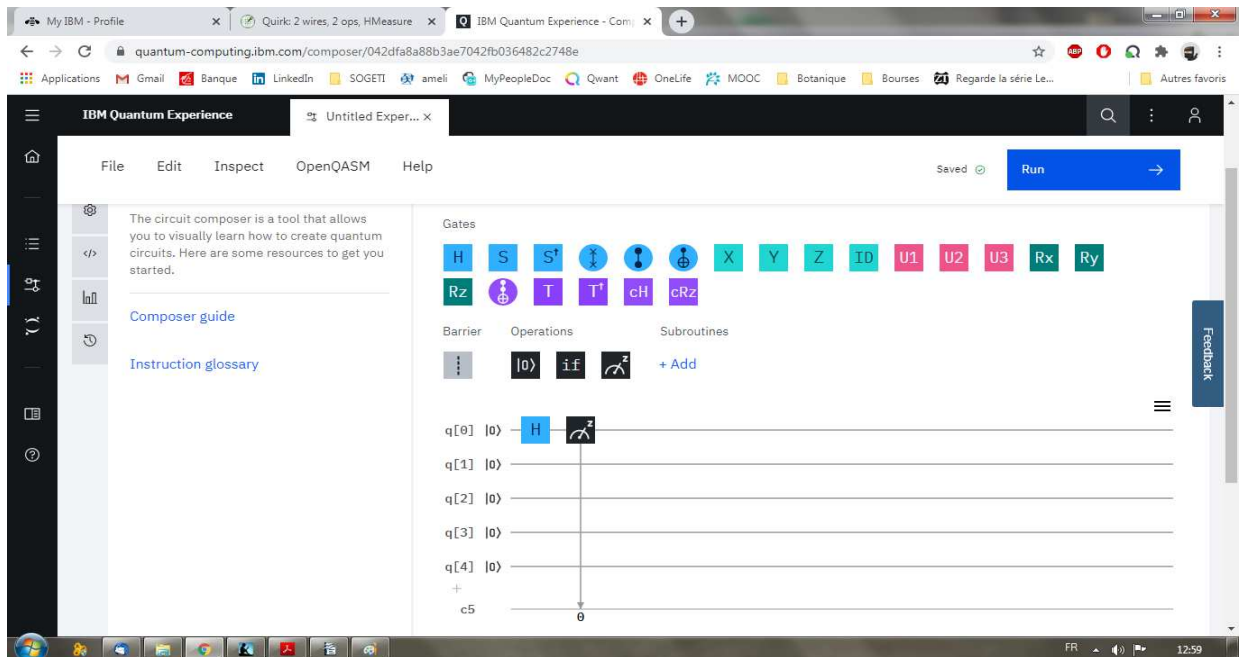 My IBM - Profile
Quirk: 2 wires, 2 ops, HMeasure
IBM Quantum Experience - Com
quantum-computing.ibm.com/composer/042dfa8a88b3ae7042fb036482c2748e
Applications Gmail Banque LinkedIn SOGETI ameli MyPeopleDoc Qwant OneLife MOOC Botanique Bourses Regarde la série Le... Autres favoris
IBM Quantum Experience Untitled Exper...
File Edit Inspect OpenQASM Help Saved Run
The circuit composer is a tool that allows
you to visually learn how to create quantum
circuits. Here are some resources to get you
started.
Composer guide
Instruction glossary
Gates
H S S† X Y Z ID U1 U2 U3 Rx Ry
Rz T T† cH cRz
Barrier Operations Subroutines
|0⟩ if z + Add
q[0] |0⟩ H z
q[1] |0⟩
q[2] |0⟩
q[3] |0⟩
q[4] |0⟩
+
c5
0
Feedback
FR 12:59